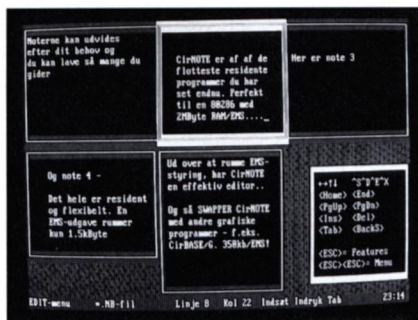 Noterne kan udvides
efter dit behov og
du kan lave så mange du
gider
CirNOTE er af af de
flotteste residente
programmer du har
set endnu. Perfekt
til en 80286 med
2MByte RAM/EMS...._
Her er note 3
Og note 4 -
Det hele er resident
og flexibelt. En
EMS-udgave rummer
kun 1.5kByte
Ud over at rumme EMS-
styring, har CirNOTE
en effektiv editor..
Og så SWAPPER CirNOTE
med andre grafiske
programmer - f.eks.
CirBASE/G. 350kb/EMS!
↔↑↓ ^S^D^E^X
<Home> <End>
<PgUp> <PgDn>
<Ins> <Del>
<Tab> <BackS>
<ESC>= Features
<ESC><ESC>= Menu
EDIT-menu *.NB-fil Linje 8 Kol 22 Indsæt Indryk Tab 23:14